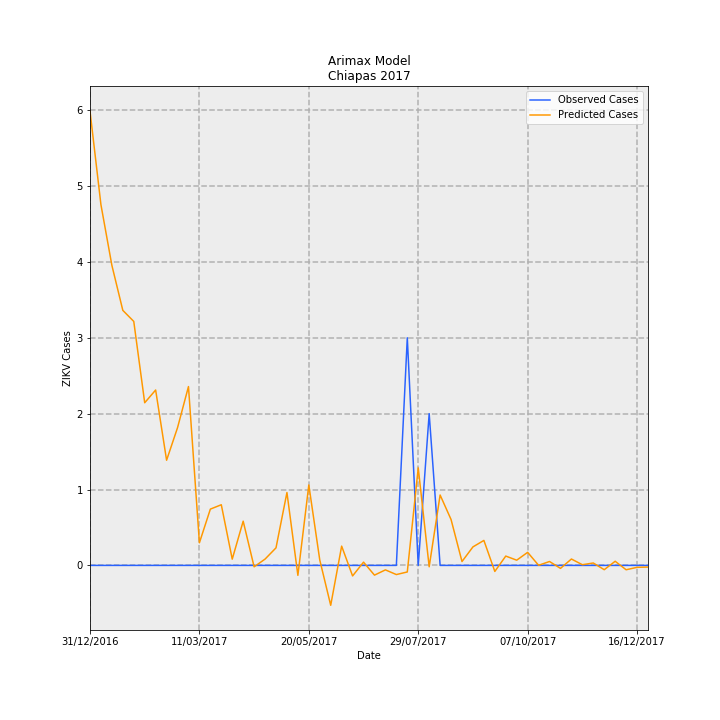 Arimax Model
Chiapas 2017
Observed Cases
Predicted Cases
ZIKV Cases
6
5
4
3
2
1
0
31/12/2016
11/03/2017
20/05/2017
29/07/2017
07/10/2017
16/12/2017
Date